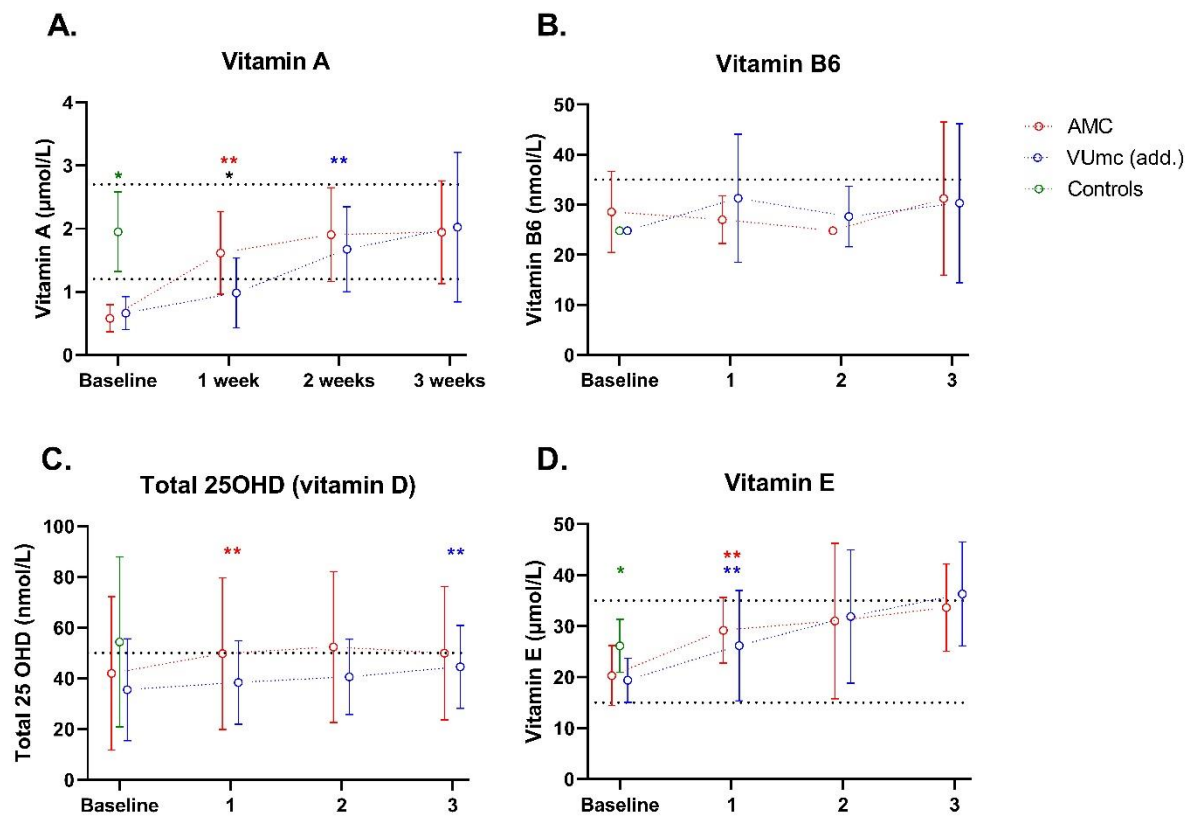 A.
Vitamin A
Vitamin A (µmol/L)
4
3
2
1
0
*
**
*
**
Baseline
1 week
2 weeks
3 weeks
B.
Vitamin B6
Vitamin B6 (nmol/L)
50
40
30
20
10
0
Baseline
1
2
3
AMC
VUmc (add.)
Controls
C.
Total 25OHD (vitamin D)
Total 25 OHD (nmol/L)
100
80
60
40
20
0
**
**
Baseline
1
2
3
D.
Vitamin E
Vitamin E (µmol/L)
50
40
30
20
10
0
*
**
**
Baseline
1
2
3